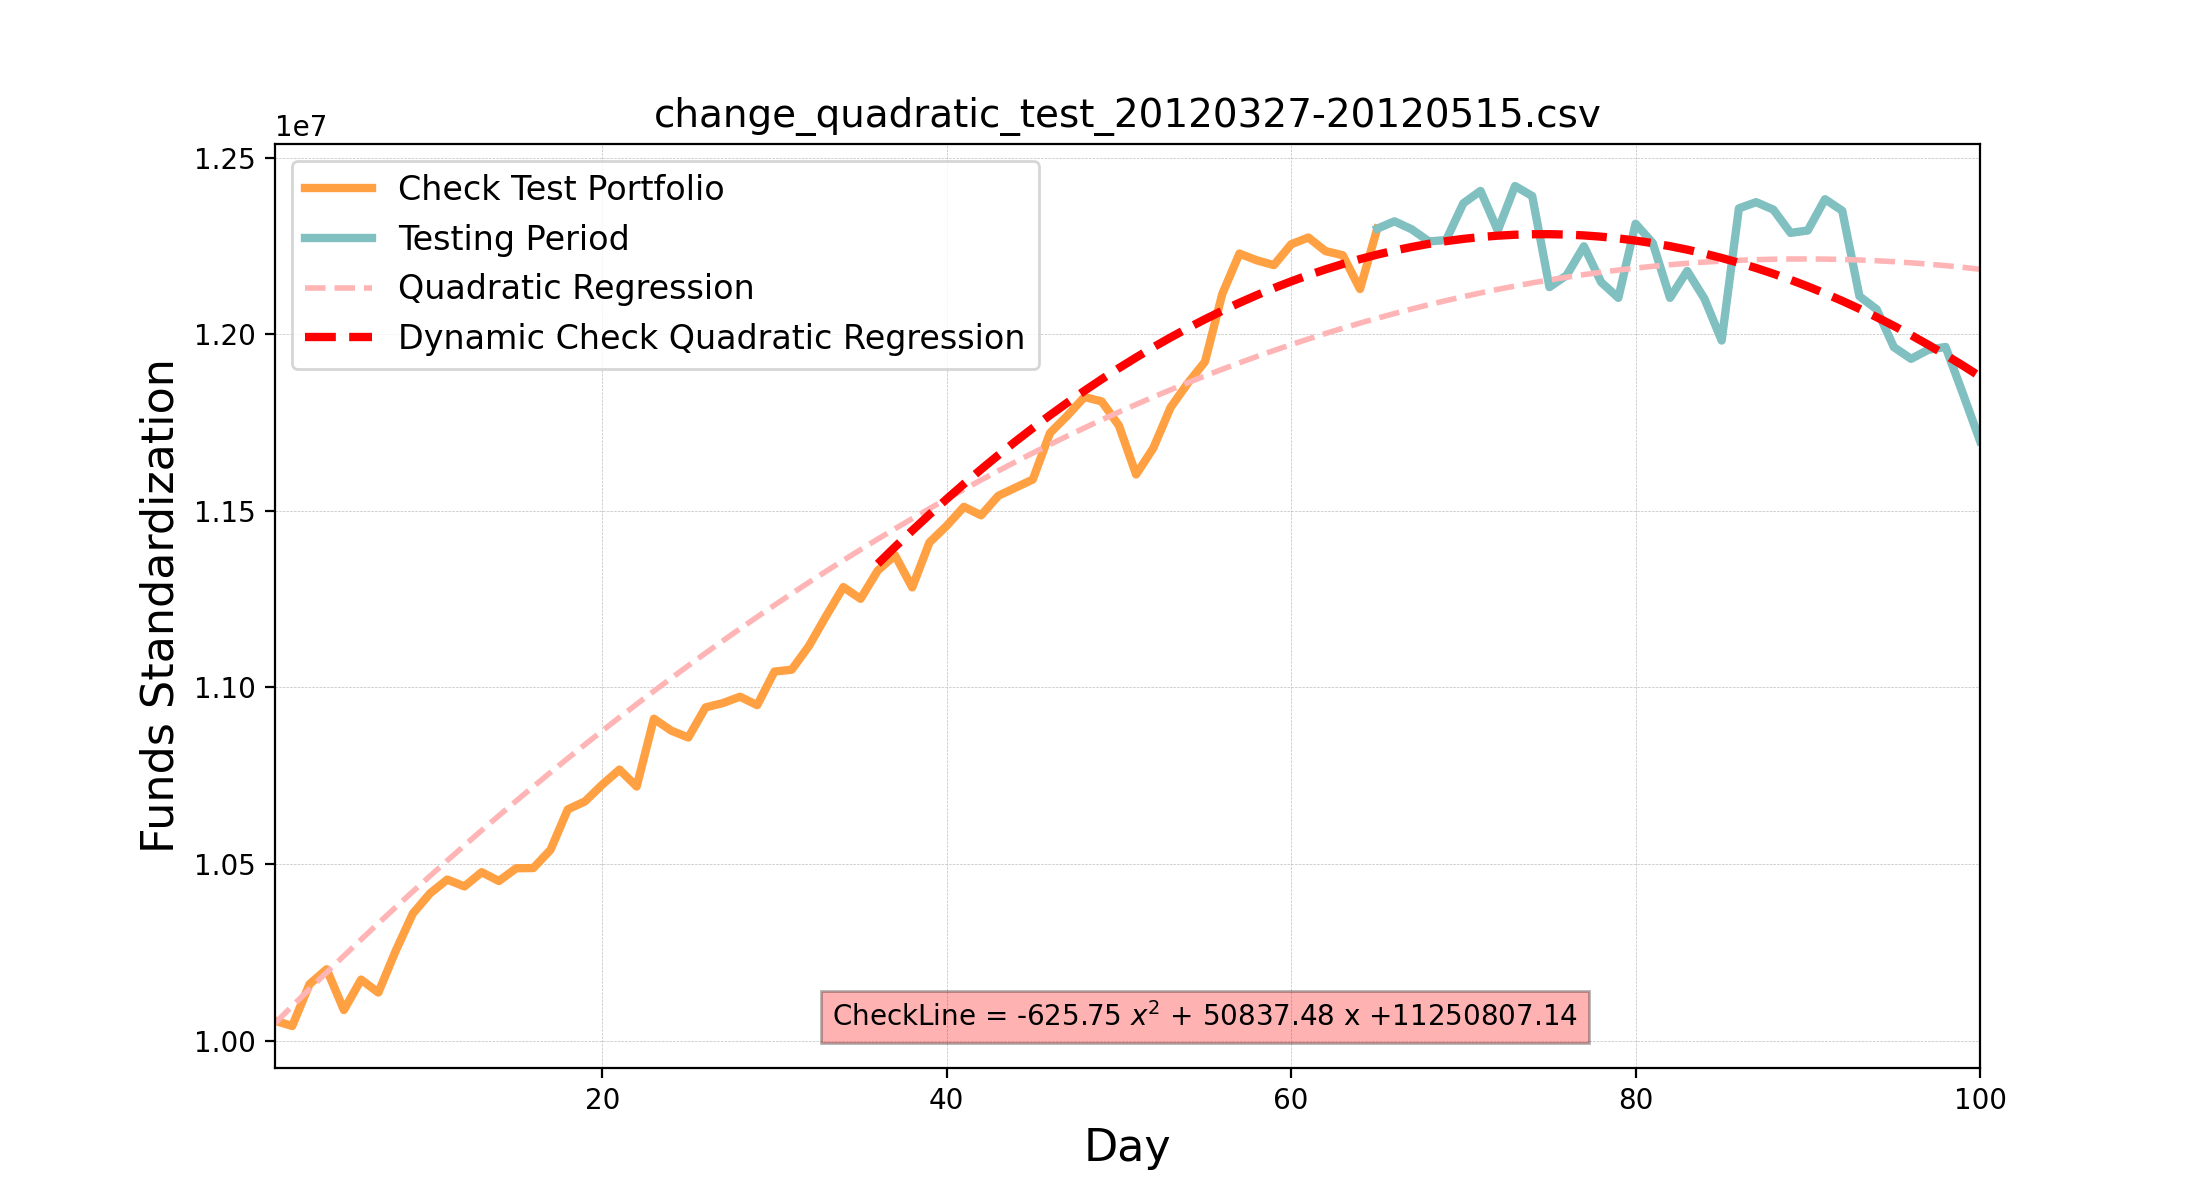 change_quadratic_test_20120327-20120515.csv
1e7
1.25
1.20
1.15
1.10
1.05
1.00
Funds Standardization
Check Test Portfolio
Testing Period
Quadratic Regression
Dynamic Check Quadratic Regression
CheckLine = -625.75 x² + 50837.48 x +11250807.14
20 40 60 80 100
Day